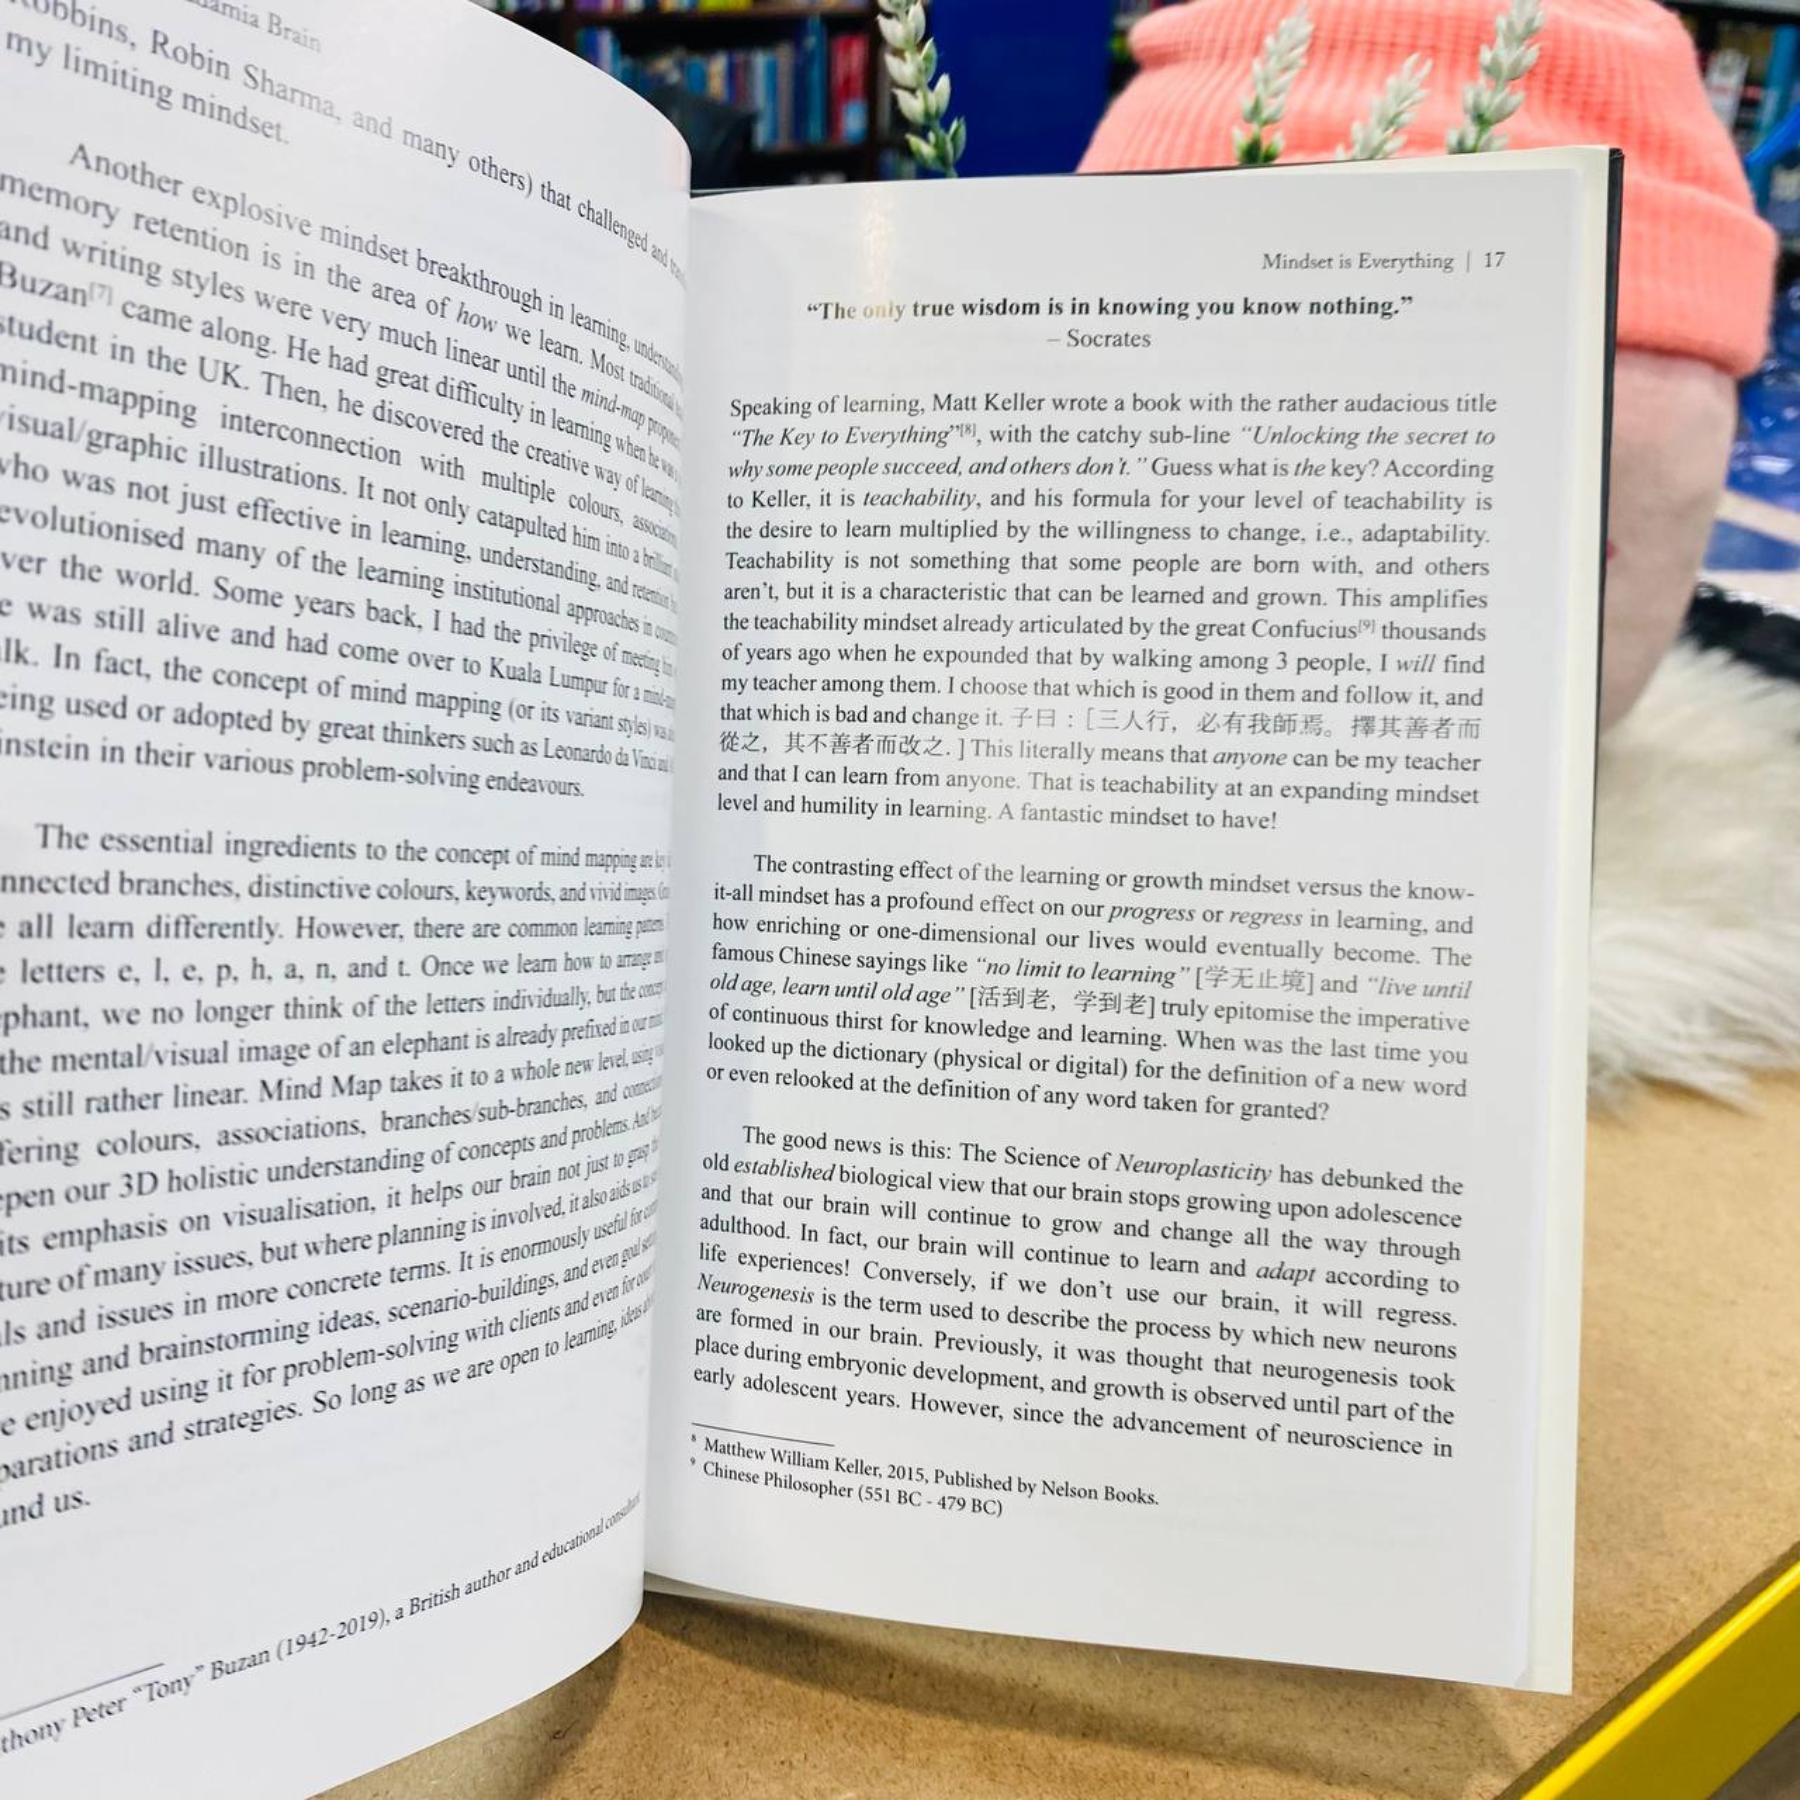 Brain
Robbins, Robin Sharma, and many others) that challenged and
my limiting mindset.
Another explosive mindset breakthrough in learning,
memory retention is in the area of how we learn. Most traditional
and writing styles were very much linear until the mind-map
Buzan[7] came along. He had great difficulty in learning when he was
student in the UK. Then, he discovered the creative way of learning
mind-mapping interconnection with multiple colours,
visual/graphic illustrations. It not only catapulted him into a brilliant
who was not just effective in learning, understanding, and retention
revolutionised many of the learning institutional approaches in
over the world. Some years back, I had the privilege of meeting
was still alive and had come over to Kuala Lumpur for a
In fact, the concept of mind mapping (or its variant styles) was
being used or adopted by great thinkers such as Leonardo da Vinci
Einstein in their various problem-solving endeavours.
The essential ingredients to the concept of mind mapping are
connected branches, distinctive colours, keywords, and vivid images.
all learn differently. However, there are common learning patterns
letters e, l, e, p, h, a, n, and t. Once we learn how to arrange
elephant, we no longer think of the letters individually, but the
the mental/visual image of an elephant is already prefixed in our
still rather linear. Mind Map takes it to a whole new level, using
colours, associations, branches/sub-branches, and
our 3D holistic understanding of concepts and problems. And
its emphasis on visualisation, it helps our brain not just to grasp
of many issues, but where planning is involved, it also aids us to
and issues in more concrete terms. It is enormously useful for
and brainstorming ideas, scenario-buildings, and even goal
enjoyed using it for problem-solving with clients and even for
and strategies. So long as we are open to learning, ideas
us.
Peter “Tony” Buzan (1942-2019), a British author and educational consultant
Mindset is Everything | 17
“The only true wisdom is in knowing you know nothing.”
– Socrates
Speaking of learning, Matt Keller wrote a book with the rather audacious title
“The Key to Everything”[8], with the catchy sub-line “Unlocking the secret to
why some people succeed, and others don’t.” Guess what is the key? According
to Keller, it is teachability, and his formula for your level of teachability is
the desire to learn multiplied by the willingness to change, i.e., adaptability.
Teachability is not something that some people are born with, and others
aren’t, but it is a characteristic that can be learned and grown. This amplifies
the teachability mindset already articulated by the great Confucius[9] thousands
of years ago when he expounded that by walking among 3 people, I will find
my teacher among them. I choose that which is good in them and follow it, and
that which is bad and change it. 子曰：[三人行，必有我師焉。擇其善者而
從之，其不善者而改之. ] This literally means that anyone can be my teacher
and that I can learn from anyone. That is teachability at an expanding mindset
level and humility in learning. A fantastic mindset to have!
The contrasting effect of the learning or growth mindset versus the know-
it-all mindset has a profound effect on our progress or regress in learning, and
how enriching or one-dimensional our lives would eventually become. The
famous Chinese sayings like “no limit to learning” [学无止境] and “live until
old age, learn until old age” [活到老，学到老] truly epitomise the imperative
of continuous thirst for knowledge and learning. When was the last time you
looked up the dictionary (physical or digital) for the definition of a new word
or even relooked at the definition of any word taken for granted?
The good news is this: The Science of Neuroplasticity has debunked the
old established biological view that our brain stops growing upon adolescence
and that our brain will continue to grow and change all the way through
adulthood. In fact, our brain will continue to learn and adapt according to
life experiences! Conversely, if we don’t use our brain, it will regress.
Neurogenesis is the term used to describe the process by which new neurons
are formed in our brain. Previously, it was thought that neurogenesis took
place during embryonic development, and growth is observed until part of the
early adolescent years. However, since the advancement of neuroscience in
8 Matthew William Keller, 2015, Published by Nelson Books.
9 Chinese Philosopher (551 BC - 479 BC)